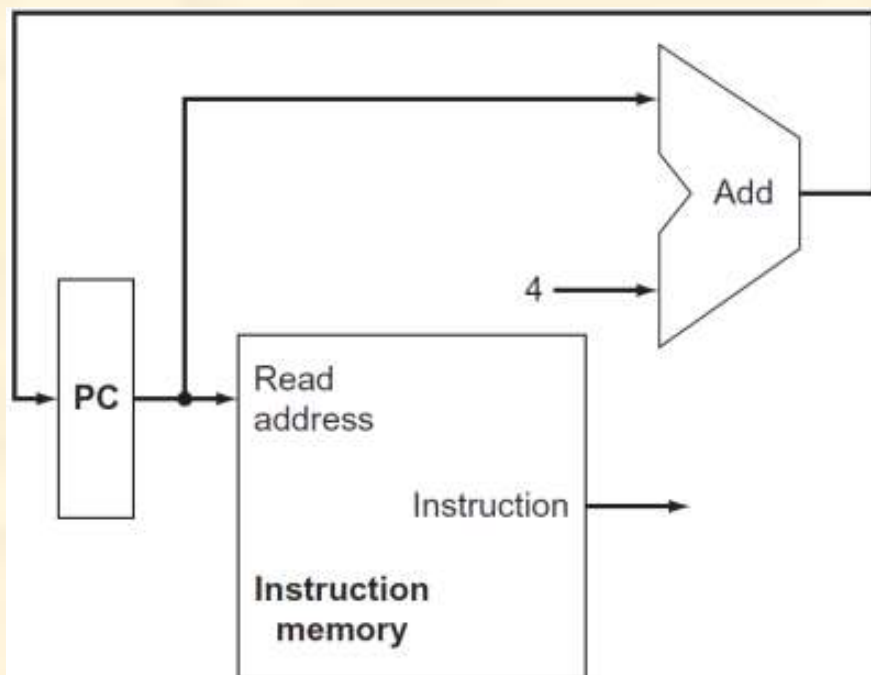 Add
4
PC
Read
address
Instruction
Instruction
memory